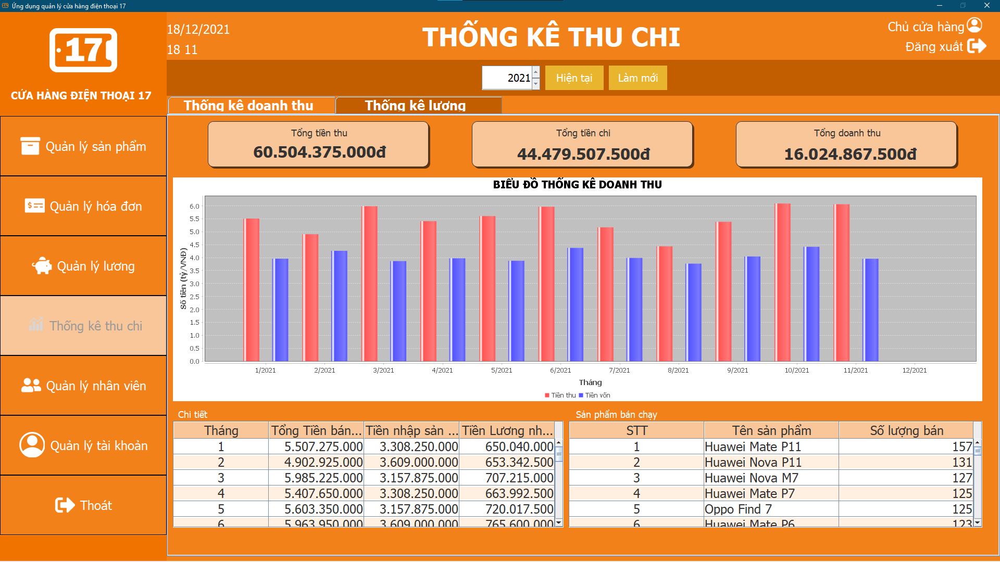 Ứng dụng quản lý cửa hàng điện thoại 17
17
CỬA HÀNG ĐIỆN THOẠI 17
Quản lý sản phẩm
Quản lý hóa đơn
Quản lý lương
Thống kê thu chi
Quản lý nhân viên
Quản lý tài khoản
Thoát
18/12/2021
18 11
THỐNG KÊ THU CHI
Chủ cửa hàng
Đăng xuất
2021 Hiện tại Làm mới
Thống kê doanh thu Thống kê lương
Tổng tiền thu
60.504.375.000đ
Tổng tiền chi
44.479.507.500đ
Tổng doanh thu
16.024.867.500đ
BIỂU ĐỒ THỐNG KÊ DOANH THU
Số tiền (tỷ/VNĐ)
6.0
5.5
5.0
4.5
4.0
3.5
3.0
2.5
2.0
1.5
1.0
0.5
0.0
1/2021 2/2021 3/2021 4/2021 5/2021 6/2021 7/2021 8/2021 9/2021 10/2021 11/2021 12/2021
Tháng
Tiền thu Tiền vốn
Chi tiết
Tháng Tổng Tiền bán... Tiền nhập sản ... Tiền Lương nh...
1 5.507.275.000 3.308.250.000 650.040.000
2 4.902.925.000 3.609.000.000 653.342.500
3 5.985.225.000 3.157.875.000 707.215.000
4 5.407.650.000 3.308.250.000 663.992.500
5 5.603.350.000 3.157.875.000 720.017.500
6 5.963.950.000 3.609.000.000 765.600.000
Sản phẩm bán chạy
STT Tên sản phẩm Số lượng bán
1 Huawei Mate P11 157
2 Huawei Nova P11 131
3 Huawei Nova M7 127
4 Huawei Mate P7 125
5 Oppo Find 7 125
6 Huawei Mate P6 123